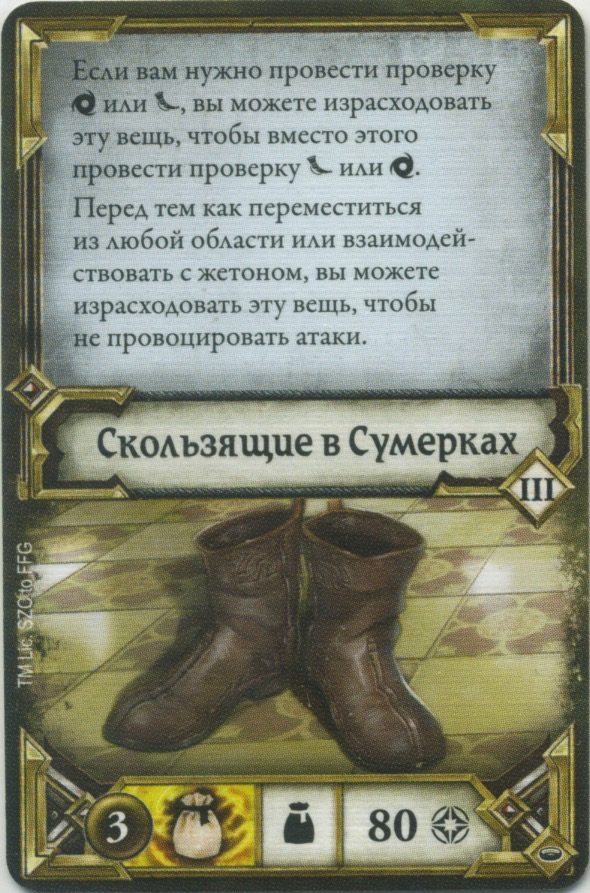 Если вам нужно провести проверку
или , вы можете израсходовать
эту вещь, чтобы вместо этого
провести проверку или .
Перед тем как переместиться
из любой области или взаимодей-
ствовать с жетоном, вы можете
израсходовать эту вещь, чтобы
не провоцировать атаки.
Скользящие в Сумерках
III
TM Lic. SZC to FFG
3
80